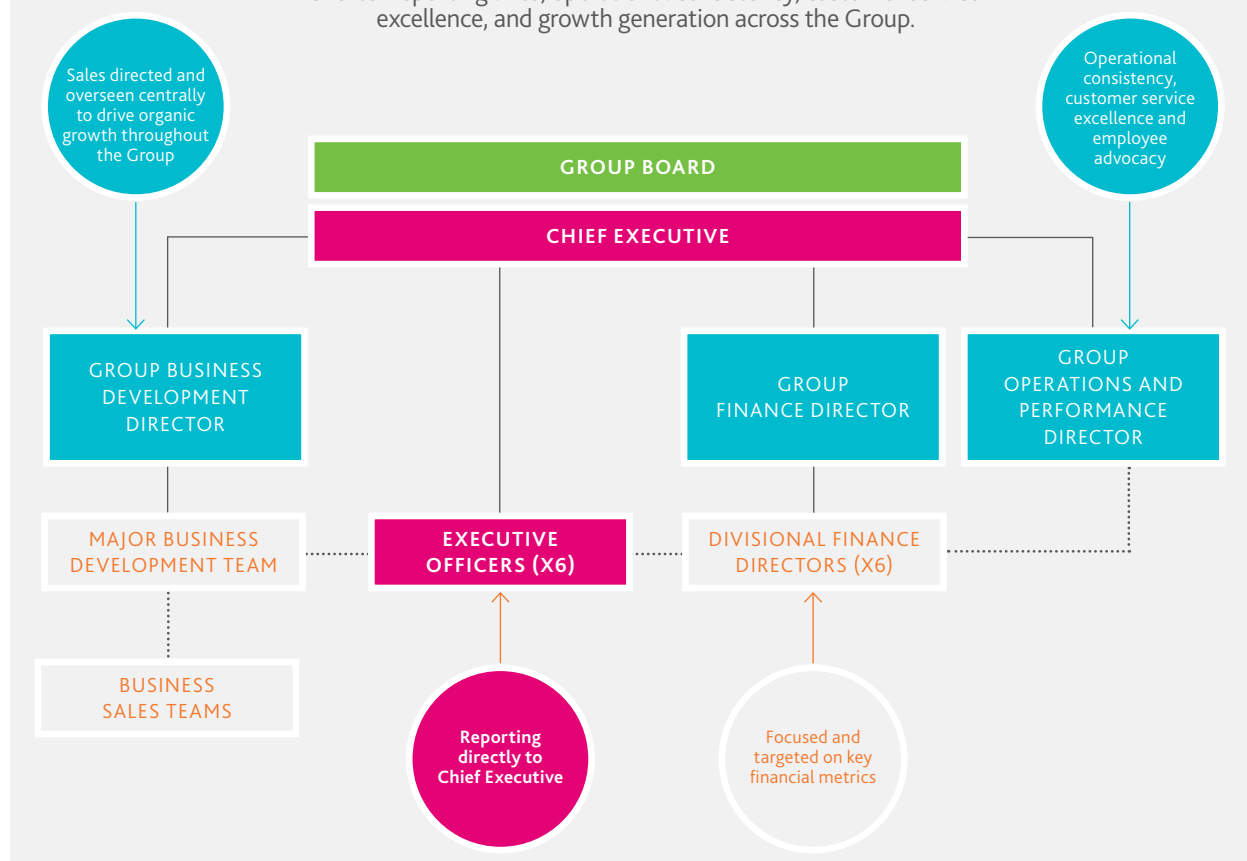 excellence, and growth generation across the Group.
Sales directed and
overseen centrally
to drive organic
growth throughout
the Group
Operational
consistency,
customer service
excellence and
employee
advocacy
GROUP BOARD
CHIEF EXECUTIVE
GROUP BUSINESS
DEVELOPMENT
DIRECTOR
GROUP
FINANCE DIRECTOR
GROUP
OPERATIONS AND
PERFORMANCE
DIRECTOR
MAJOR BUSINESS
DEVELOPMENT TEAM
EXECUTIVE
OFFICERS (X6)
DIVISIONAL FINANCE
DIRECTORS (X6)
BUSINESS
SALES TEAMS
Reporting
directly to
Chief Executive
Focused and
targeted on key
financial metrics